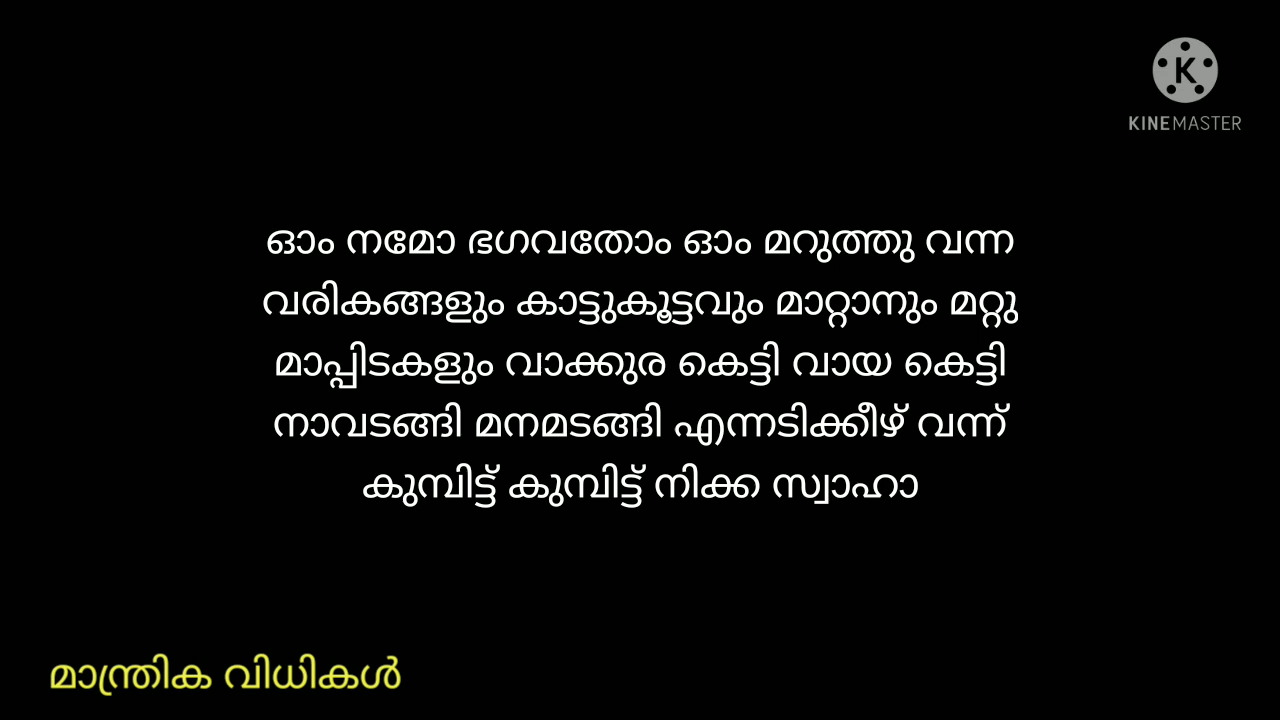 K
KINEMASTER
ഓം നമോ ഭഗവതോം ഓം മറുത്തു വന്ന
വരികങ്ങളും കാട്ടുകൂട്ടവും മാറ്റാനും മറ്റു
മാപ്പിടകളും വാക്കുര കെട്ടി വായ കെട്ടി
നാവടങ്ങി മനമടങ്ങി എന്നടിക്കീഴ് വന്ന്
കുമ്പിട്ട് കുമ്പിട്ട് നിക്ക സ്വാഹാ
മാന്ത്രിക വിധികൾ